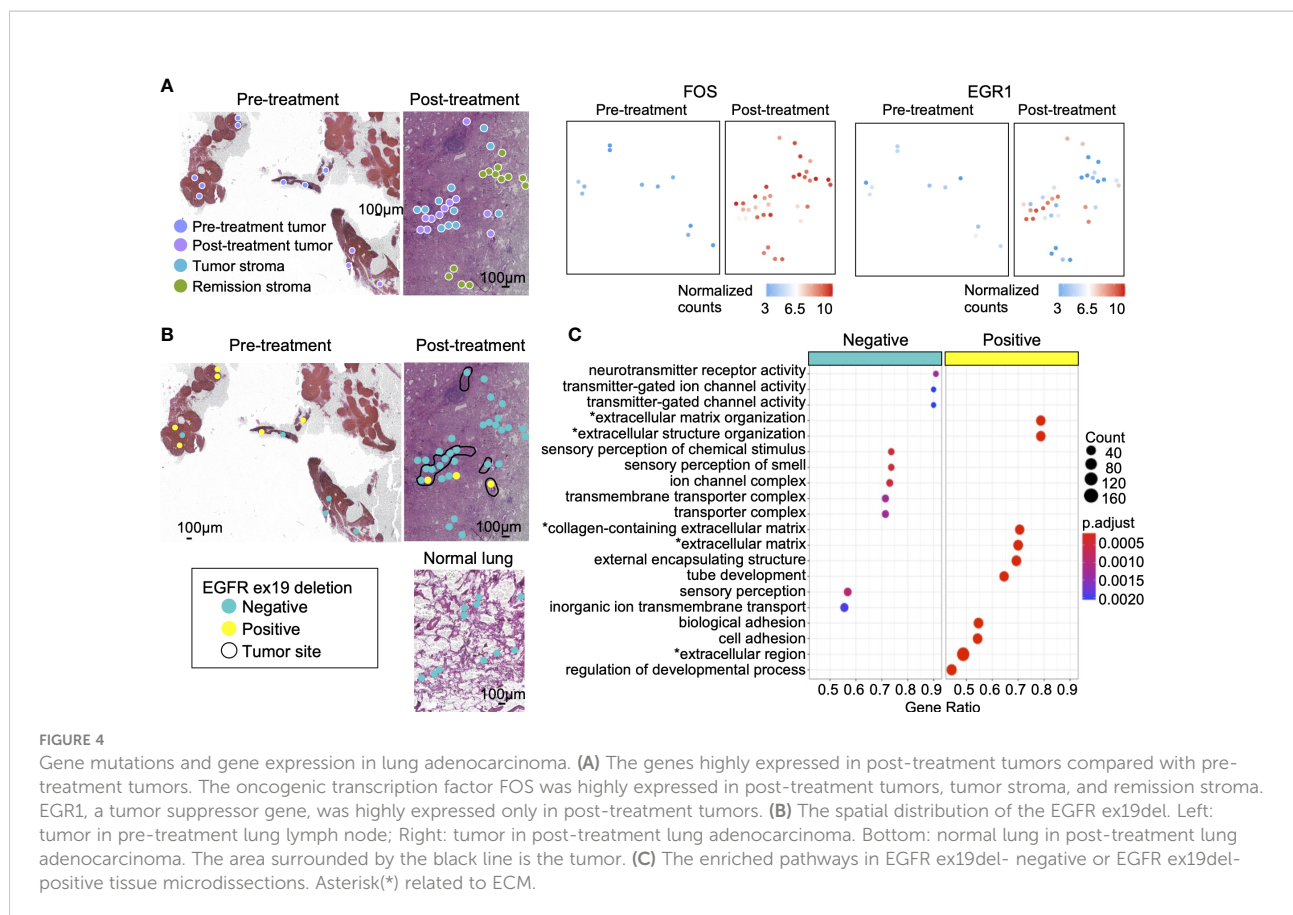 A
Pre-treatment
Post-treatment
100μm
Pre-treatment tumor
Post-treatment tumor
Tumor stroma
Remission stroma
100μm
FOS
Pre-treatment
Post-treatment
Normalized
counts
3 6.5 10
EGR1
Pre-treatment
Post-treatment
Normalized
counts
3 6.5 10
B
Pre-treatment
Post-treatment
100μm
100μm
EGFR ex19 deletion
Negative
Positive
Tumor site
Normal lung
100μm
C
Negative
Positive
neurotransmitter receptor activity
transmitter-gated ion channel activity
transmitter-gated channel activity
*extracellular matrix organization
*extracellular structure organization
sensory perception of chemical stimulus
sensory perception of smell
ion channel complex
transmembrane transporter complex
transporter complex
*collagen-containing extracellular matrix
*extracellular matrix
external encapsulating structure
tube development
sensory perception
inorganic ion transmembrane transport
biological adhesion
cell adhesion
*extracellular region
regulation of developmental process
0.5 0.6 0.7 0.8 0.9
0.5 0.6 0.7 0.8 0.9
Gene Ratio
Count
40
80
120
160
p.adjust
0.0005
0.0010
0.0015
0.0020
FIGURE 4
Gene mutations and gene expression in lung adenocarcinoma. (A) The genes highly expressed in post-treatment tumors compared with pre-
treatment tumors. The oncogenic transcription factor FOS was highly expressed in post-treatment tumors, tumor stroma, and remission stroma.
EGR1, a tumor suppressor gene, was highly expressed only in post-treatment tumors. (B) The spatial distribution of the EGFR ex19del. Left:
tumor in pre-treatment lung lymph node; Right: tumor in post-treatment lung adenocarcinoma. Bottom: normal lung in post-treatment lung
adenocarcinoma. The area surrounded by the black line is the tumor. (C) The enriched pathways in EGFR ex19del- negative or EGFR ex19del-
positive tissue microdissections. Asterisk(*) related to ECM.